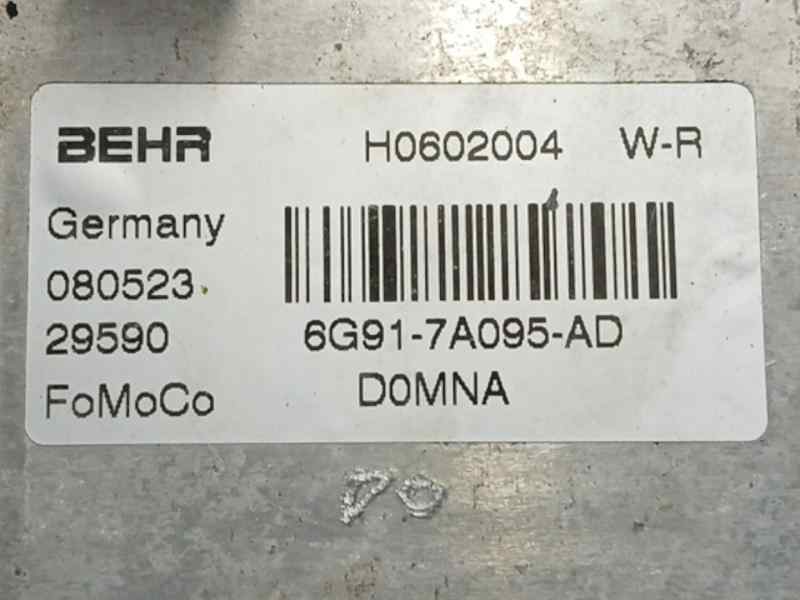 BEHR H0602004 W-R
Germany
080523
29590 6G91-7A095-AD
FoMoCo D0MNA